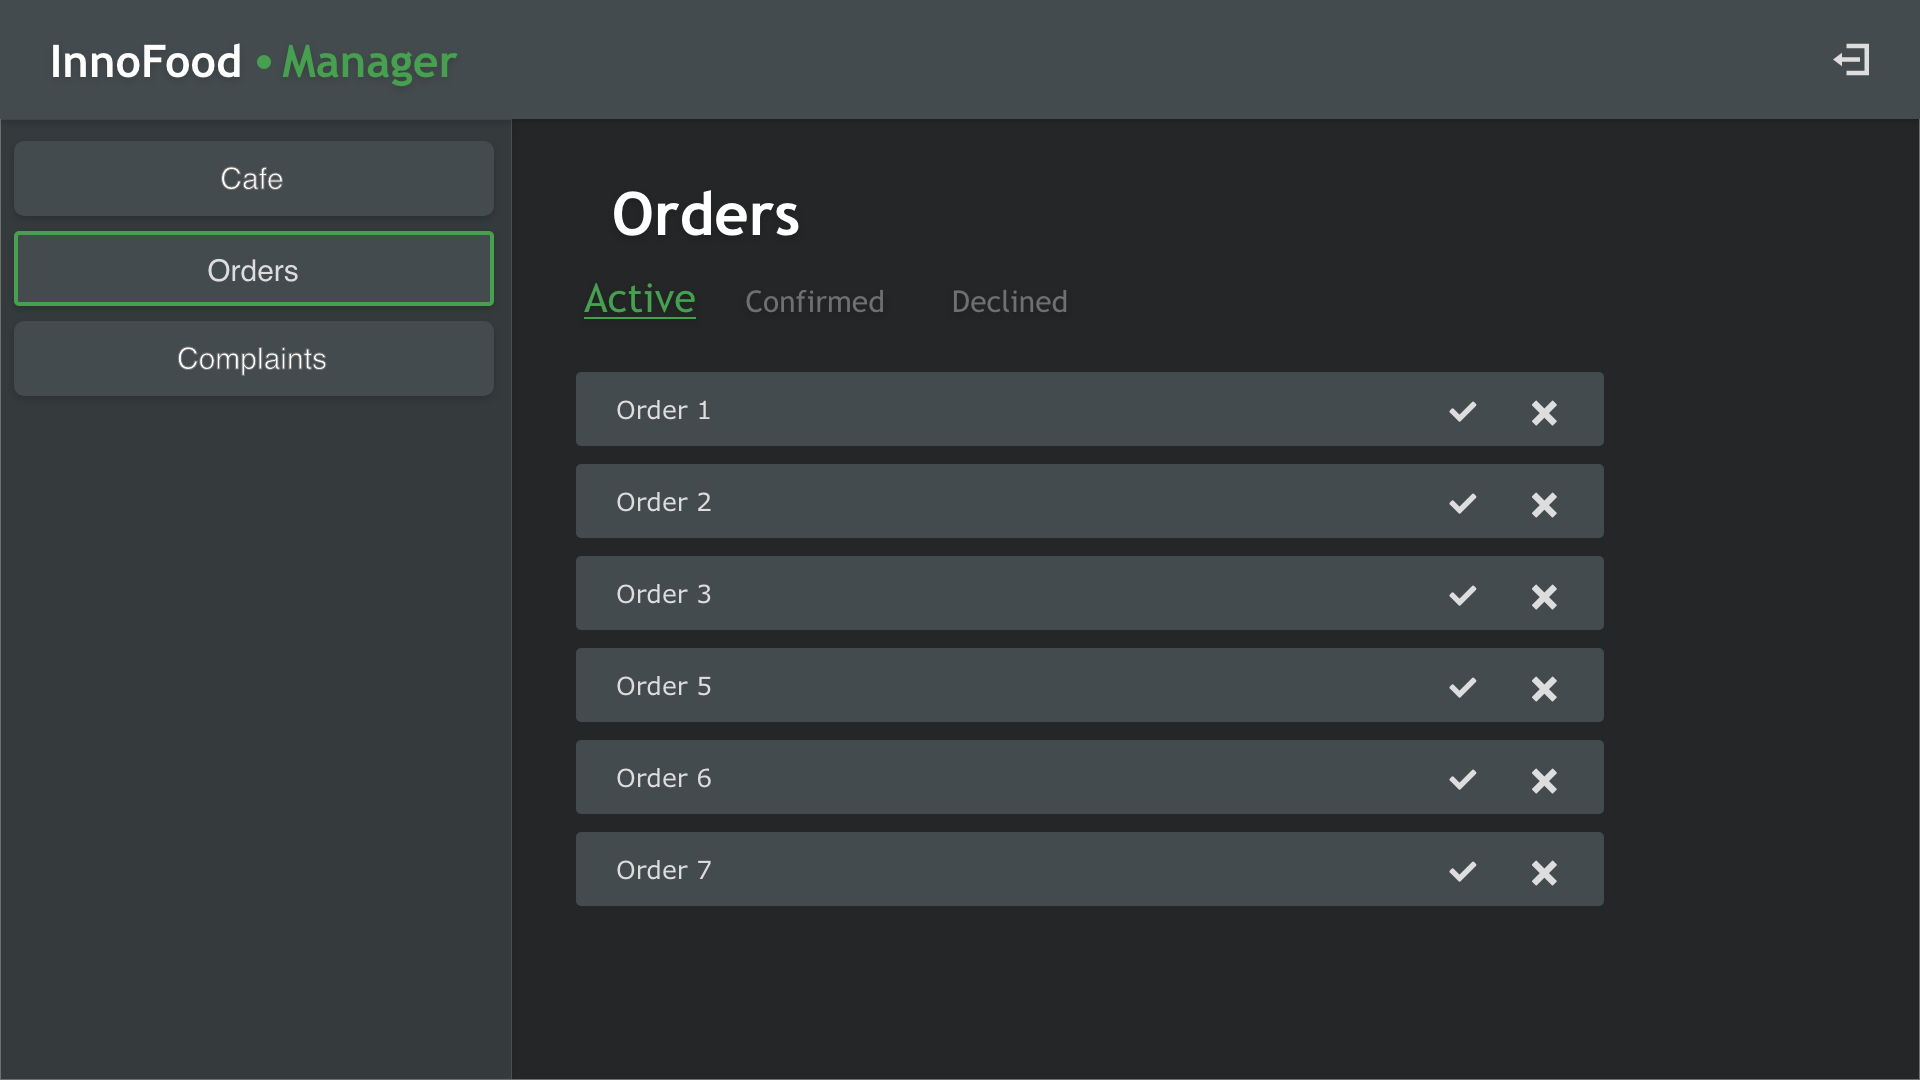 InnoFood • Manager
Cafe
Orders
Complaints
Orders
Active Confirmed Declined
Order 1
Order 2
Order 3
Order 5
Order 6
Order 7